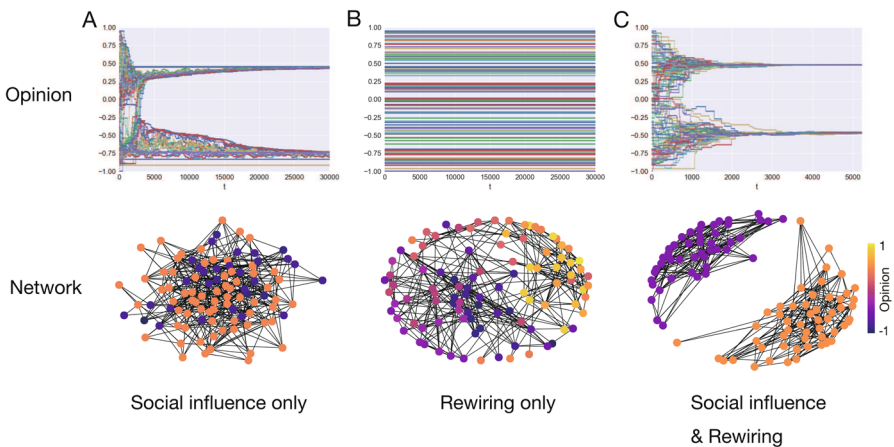 A
B
C
Opinion
1.00
0.75
0.50
0.25
0.00
−0.25
−0.50
−0.75
−1.00
0 5000 10000 15000 20000 25000 30000
t
1.00
0.75
0.50
0.25
0.00
−0.25
−0.50
−0.75
−1.00
0 5000 10000 15000 20000 25000 30000
t
1.00
0.75
0.50
0.25
0.00
−0.25
−0.50
−0.75
−1.00
0 1000 2000 3000 4000 5000
t
Network
1
Opinion
-1
Social influence only
Rewiring only
Social influence
& Rewiring